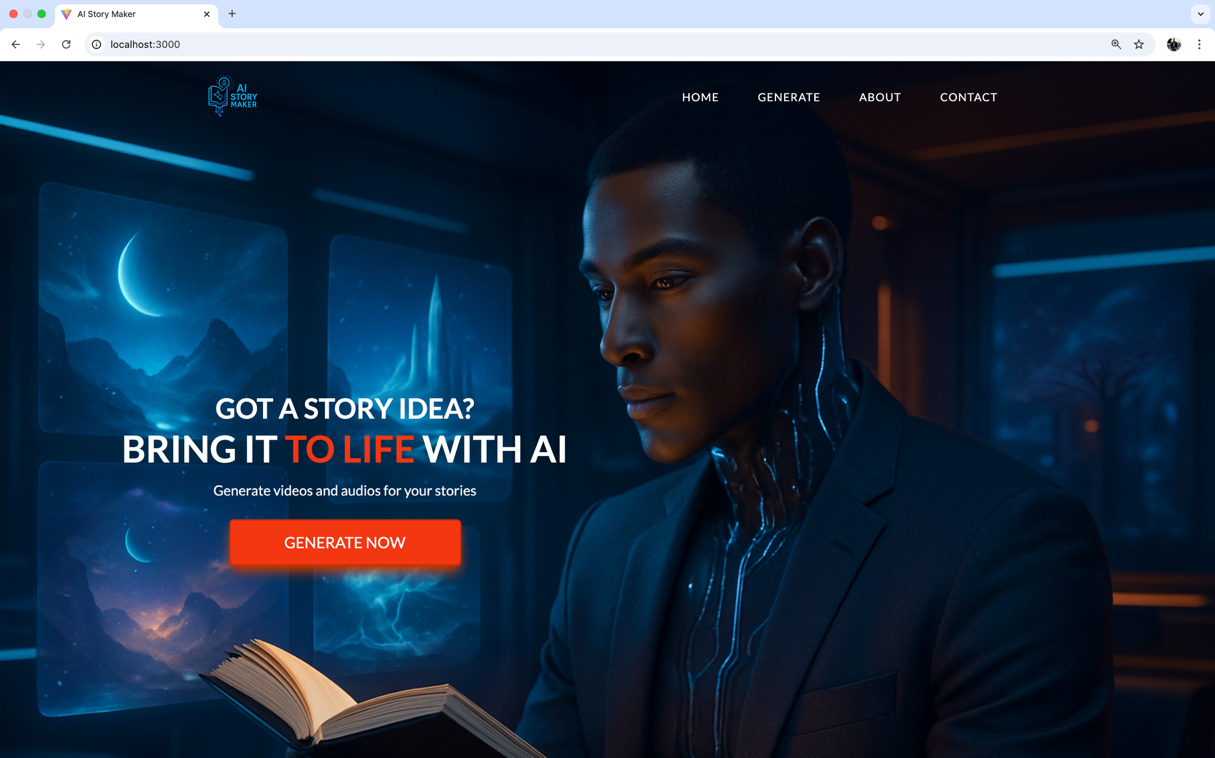 AI Story Maker
localhost:3000
AI
STORY
MAKER
HOME GENERATE ABOUT CONTACT
GOT A STORY IDEA?
BRING IT TO LIFE WITH AI
Generate videos and audios for your stories
GENERATE NOW